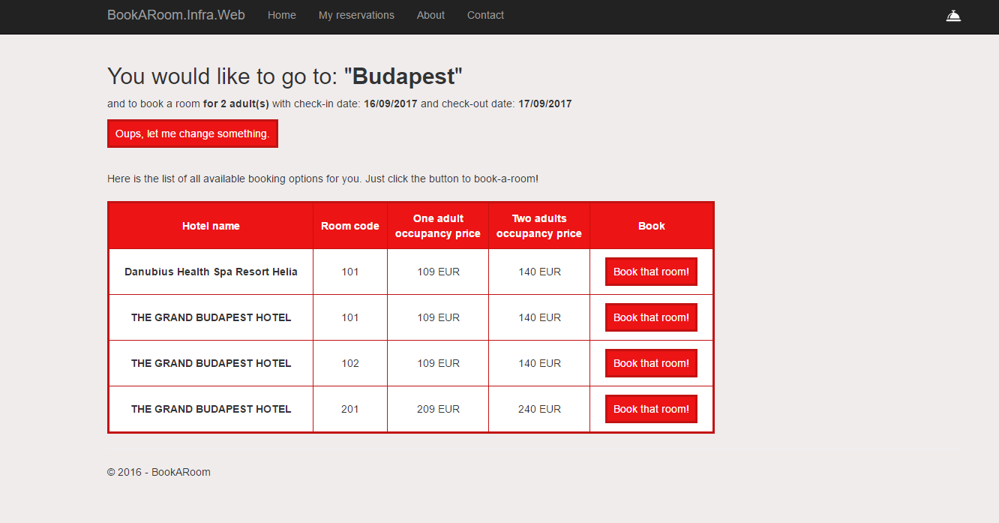 BookARoom.Infra.Web Home My reservations About Contact
You would like to go to: "Budapest"
and to book a room for 2 adult(s) with check-in date: 16/09/2017 and check-out date: 17/09/2017
Oups, let me change something.
Here is the list of all available booking options for you. Just click the button to book-a-room!
Hotel name Room code One adult occupancy price Two adults occupancy price Book
Danubius Health Spa Resort Helia 101 109 EUR 140 EUR Book that room!
THE GRAND BUDAPEST HOTEL 101 109 EUR 140 EUR Book that room!
THE GRAND BUDAPEST HOTEL 102 109 EUR 140 EUR Book that room!
THE GRAND BUDAPEST HOTEL 201 209 EUR 240 EUR Book that room!
© 2016 - BookARoom